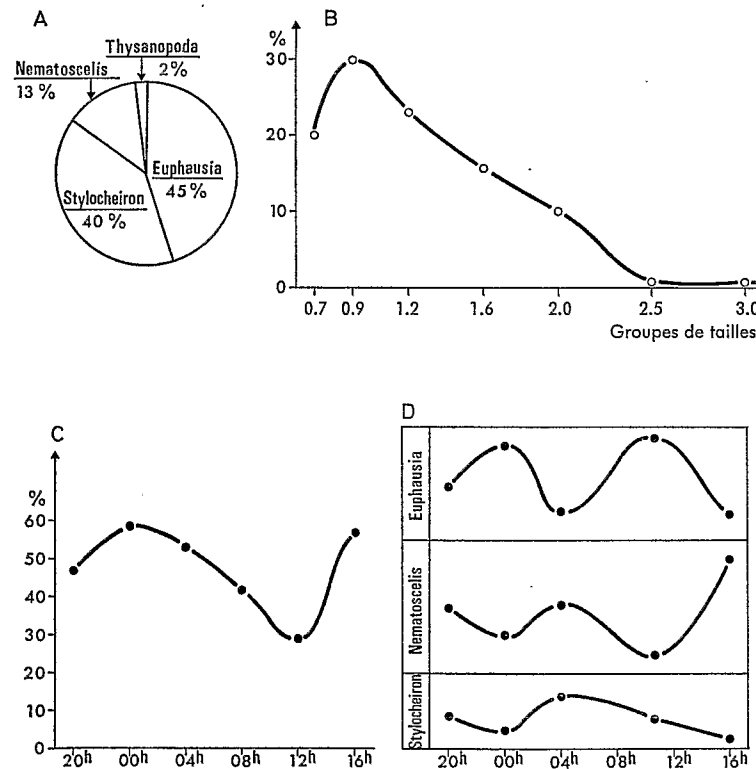 A
Thysanopoda
2%
Nematoscelis
13 %
Euphausia
45 %
Stylocheiron
40 %
B
%
30
20
10
0
0.7 0.9 1.2 1.6 2.0 2.5 3.0
Groupes de tailles
C
%
60
50
40
30
20
10
0
20h 00h 04h 08h 12h 16h
D
Euphausia
Nematoscelis
Stylocheiron
20h 00h 04h 08h 12h 16h